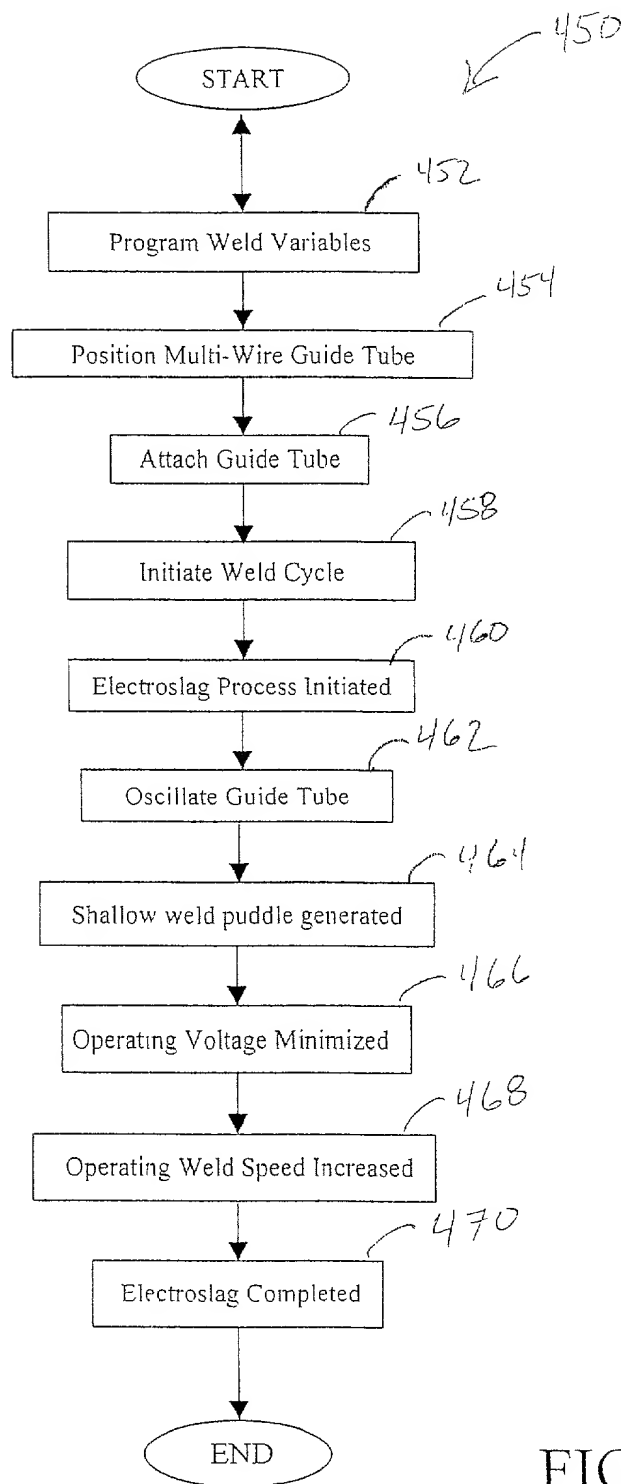 450
START
452
Program Weld Variables
454
Position Multi-Wire Guide Tube
456
Attach Guide Tube
458
Initiate Weld Cycle
460
Electroslag Process Initiated
462
Oscillate Guide Tube
464
Shallow weld puddle generated
466
Operating Voltage Minimized
468
Operating Weld Speed Increased
470
Electroslag Completed
END